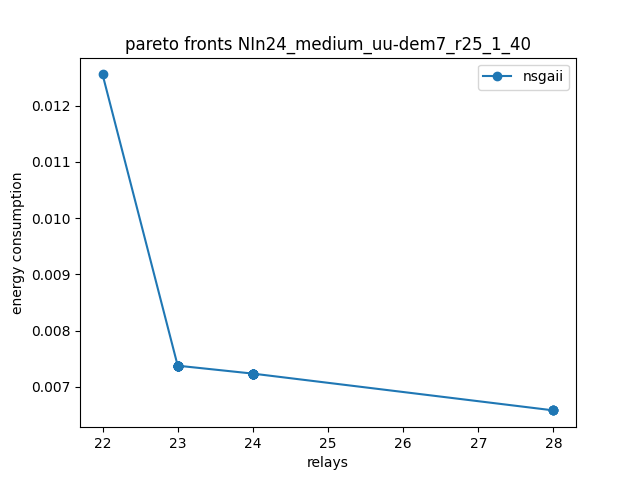 pareto fronts NIn24_medium_uu-dem7_r25_1_40
nsgaii
0.012
0.011
0.010
0.009
0.008
0.007
energy consumption
22 23 24 25 26 27 28
relays